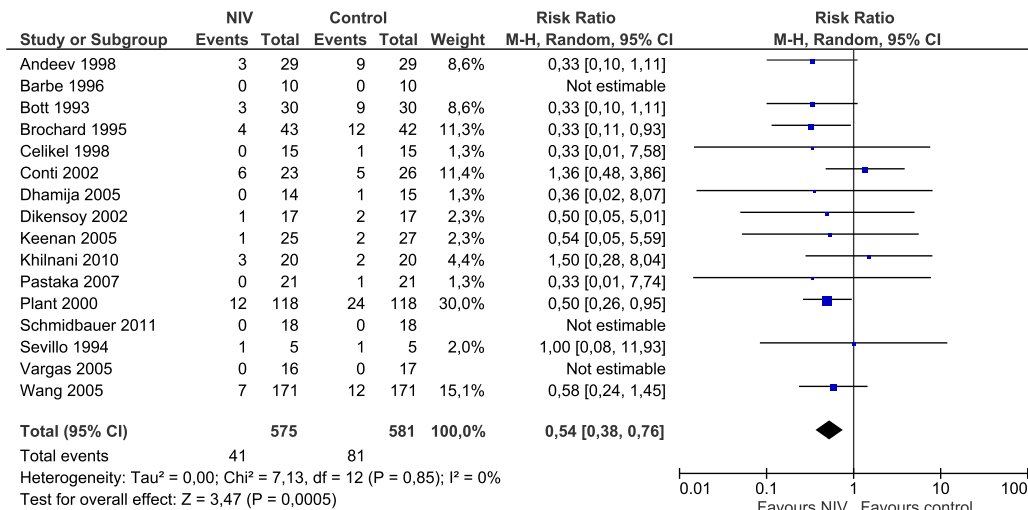 NIV Control Risk Ratio Risk Ratio
Study or Subgroup Events Total Events Total Weight M-H, Random, 95% CI M-H, Random, 95% CI
Andeev 1998 3 29 9 29 8,6% 0,33 [0,10, 1,11]
Barbe 1996 0 10 0 10 Not estimable
Bott 1993 3 30 9 30 8,6% 0,33 [0,10, 1,11]
Brochard 1995 4 43 12 42 11,3% 0,33 [0,11, 0,93]
Celikel 1998 0 15 1 15 1,3% 0,33 [0,01, 7,58]
Conti 2002 6 23 5 26 11,4% 1,36 [0,48, 3,86]
Dhamija 2005 0 14 1 15 1,3% 0,36 [0,02, 8,07]
Dikensoy 2002 1 17 2 17 2,3% 0,50 [0,05, 5,01]
Keenan 2005 1 25 2 27 2,3% 0,54 [0,05, 5,59]
Khilnani 2010 3 20 2 20 4,4% 1,50 [0,28, 8,04]
Pastaka 2007 0 21 1 21 1,3% 0,33 [0,01, 7,74]
Plant 2000 12 118 24 118 30,0% 0,50 [0,26, 0,95]
Schmidbauer 2011 0 18 0 18 Not estimable
Sevillo 1994 1 5 1 5 2,0% 1,00 [0,08, 11,93]
Vargas 2005 0 16 0 17 Not estimable
Wang 2005 7 171 12 171 15,1% 0,58 [0,24, 1,45]
Total (95% CI) 575 581 100,0% 0,54 [0,38, 0,76]
Total events 41 81
Heterogeneity: Tau² = 0,00; Chi² = 7,13, df = 12 (P = 0,85); I² = 0%
Test for overall effect: Z = 3,47 (P = 0,0005)
0.01 0.1 1 10 100
Favours NIV Favours control